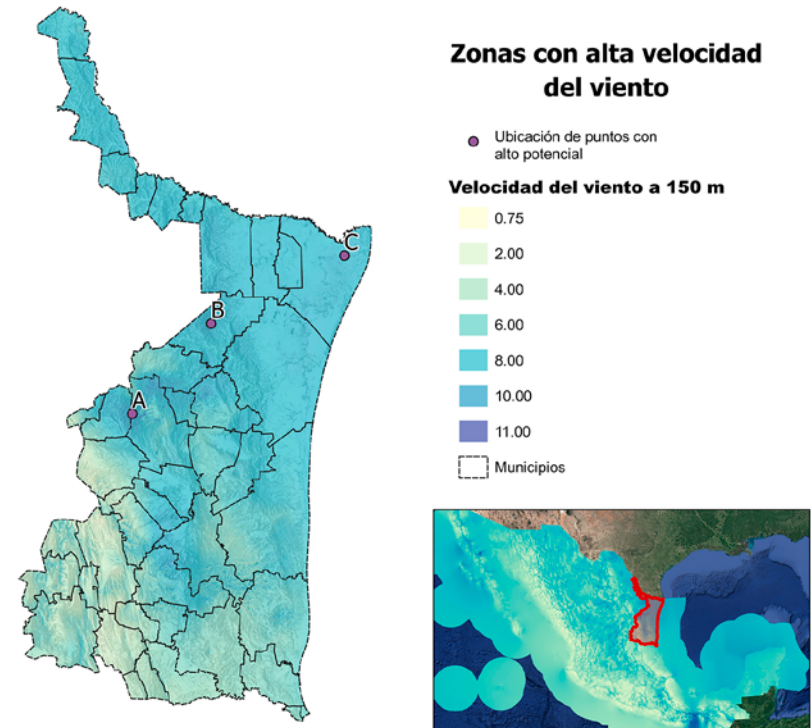 Zonas con alta velocidad
del viento
Ubicación de puntos con
alto potencial
Velocidad del viento a 150 m
0.75
2.00
4.00
6.00
8.00
10.00
11.00
Municipios
C
B
A